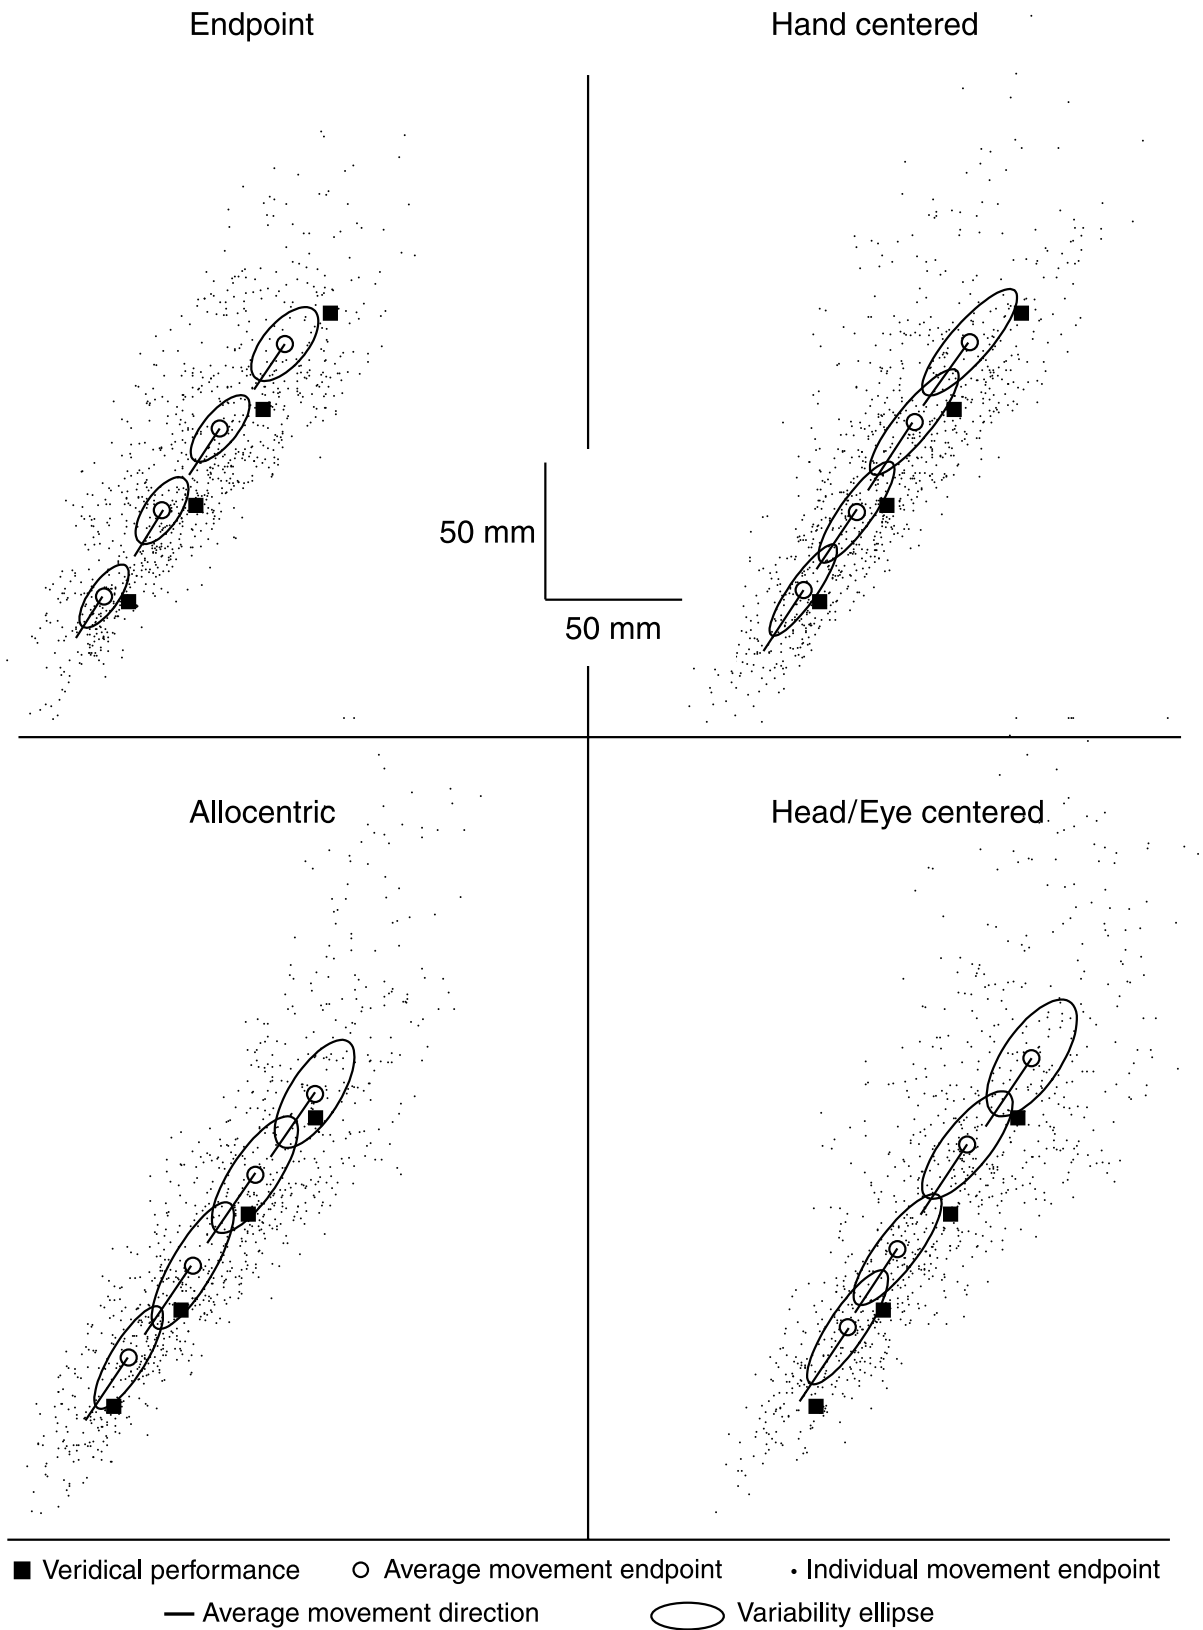 Endpoint
Hand centered
50 mm
50 mm
Allocentric
Head/Eye centered
Veridical performance
Average movement endpoint
Individual movement endpoint
Average movement direction
Variability ellipse